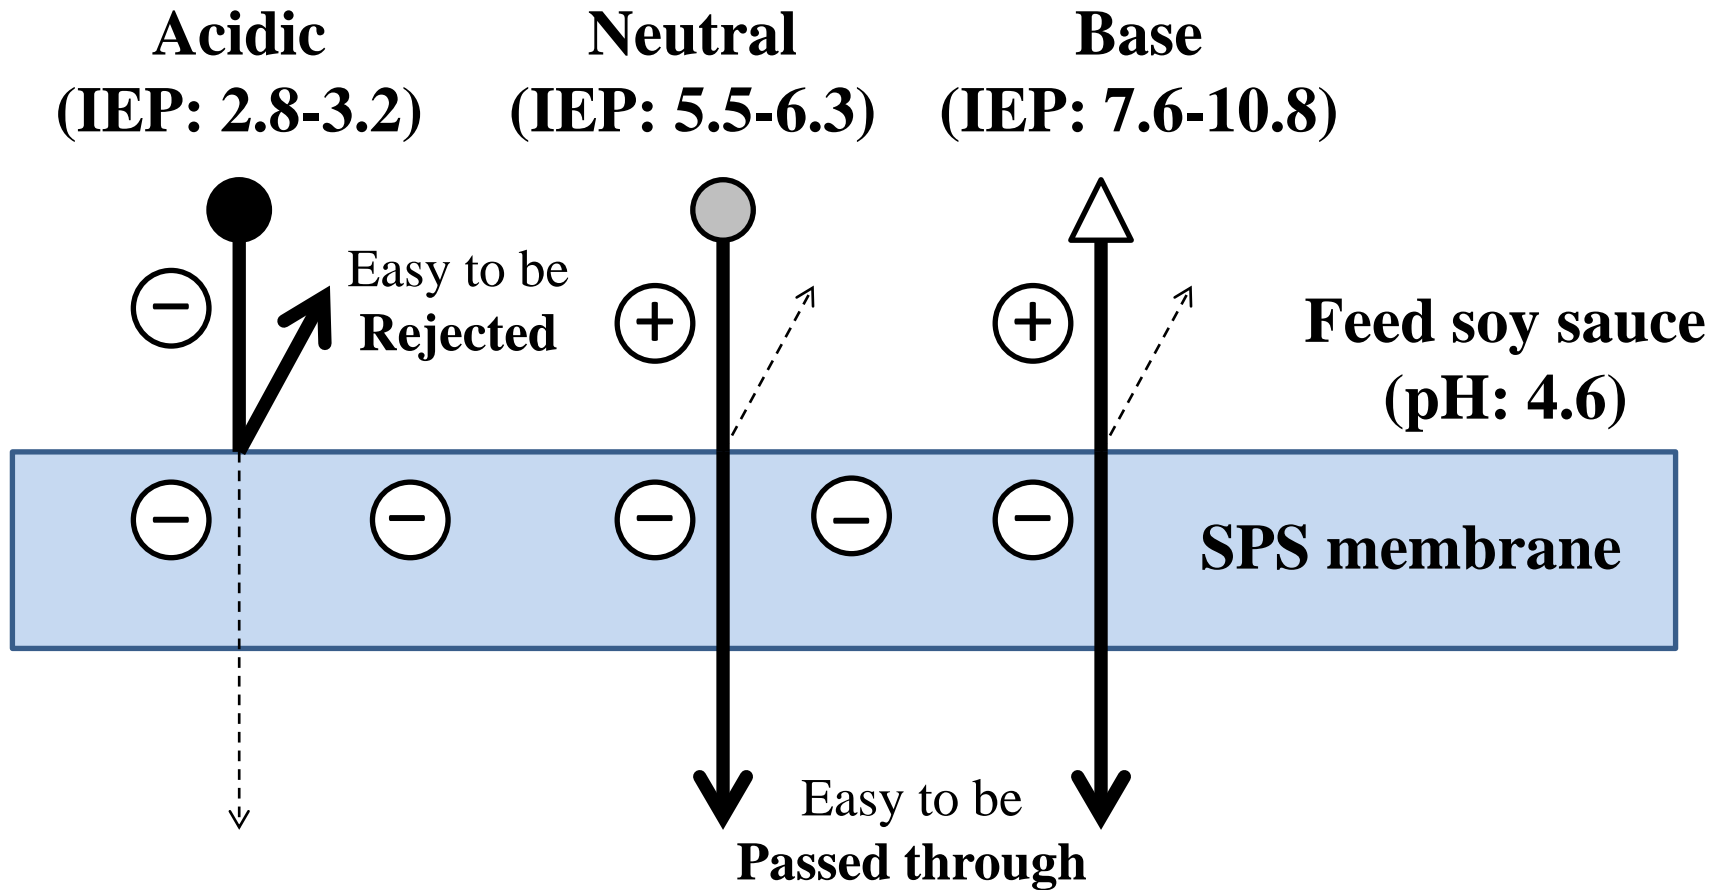 Acidic
(IEP: 2.8-3.2)
Neutral
(IEP: 5.5-6.3)
Base
(IEP: 7.6-10.8)
Easy to be
Rejected
−
+
+
Feed soy sauce
(pH: 4.6)
−
−
−
−
−
SPS membrane
Easy to be
Passed through